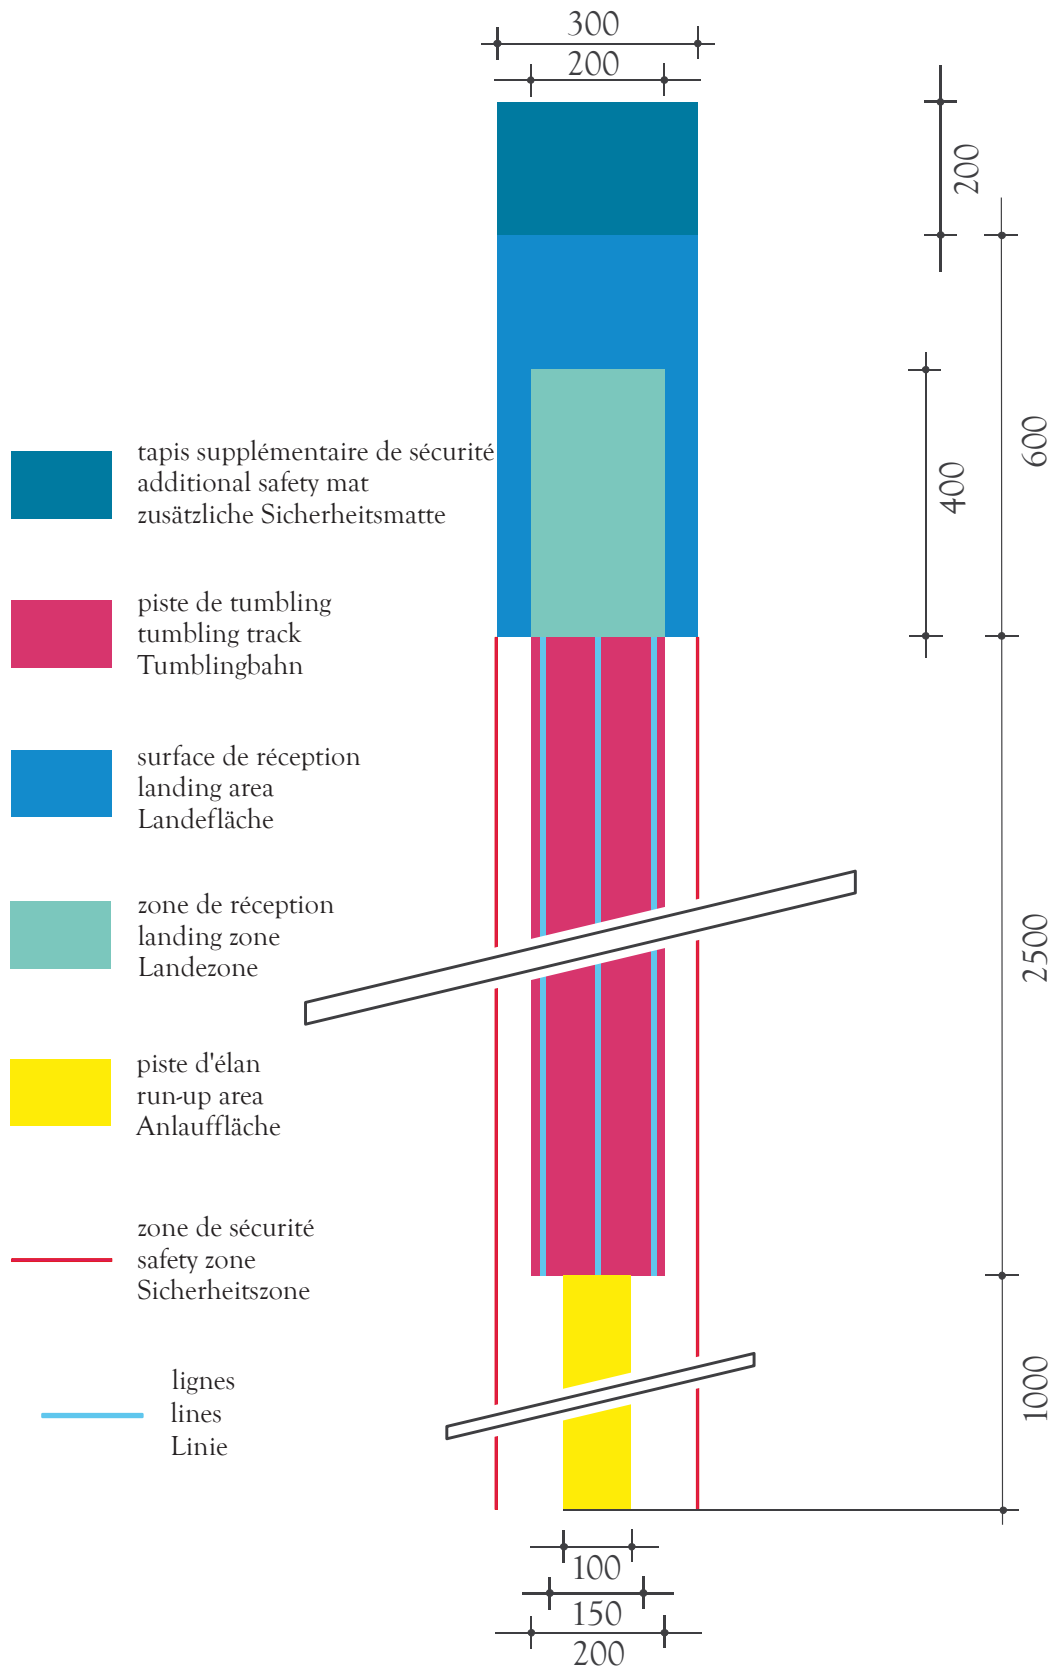 300
200
200
600
400
tapis supplémentaire de sécurité
additional safety mat
zusätzliche Sicherheitsmatte
piste de tumbling
tumbling track
Tumblingbahn
surface de réception
landing area
Landefläche
zone de réception
landing zone
Landezone
2500
piste d'élan
run-up area
Anlauffläche
zone de sécurité
safety zone
Sicherheitszone
lignes
lines
Linie
1000
100
150
200